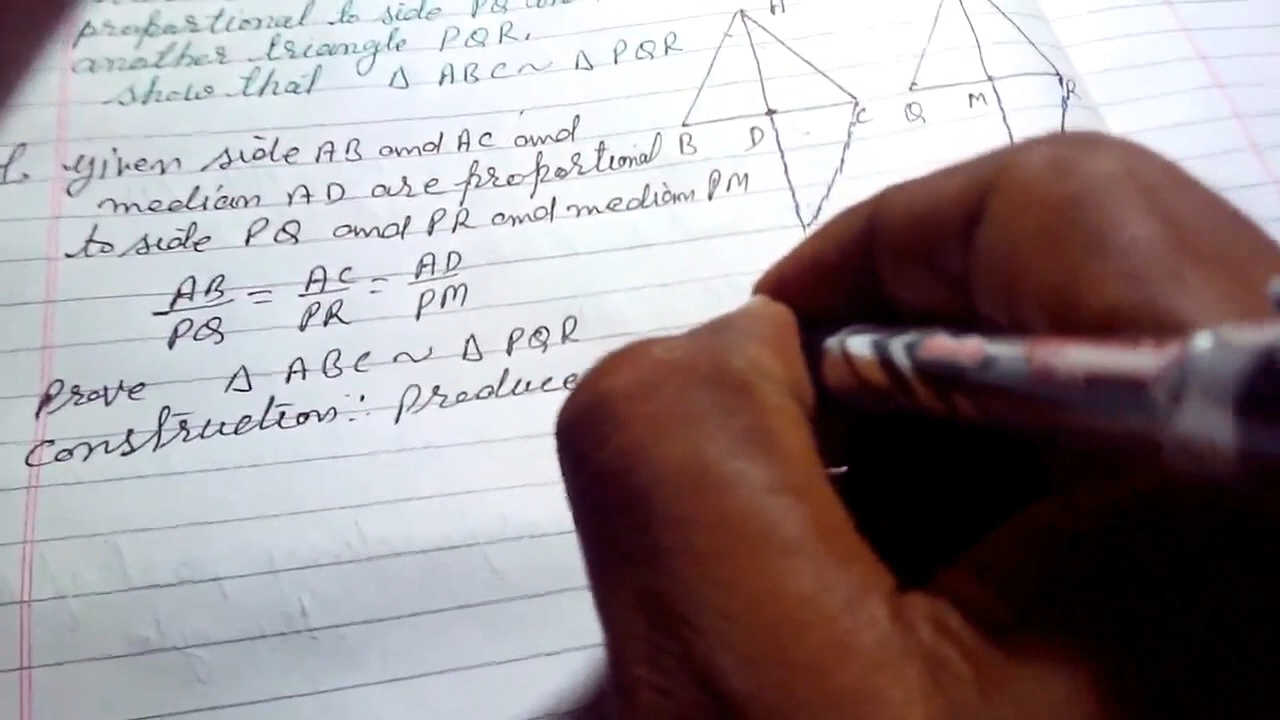 proportional to side PQ
another triangle PQR.
show that Δ ABC ~ Δ PQR
given side AB and AC and
median AD are proportional
to side PQ and PR and median PM
AB/PQ = AC/PR = AD/PM
Prove Δ ABC ~ Δ PQR
construction: Produce
A
B D C
Q M R